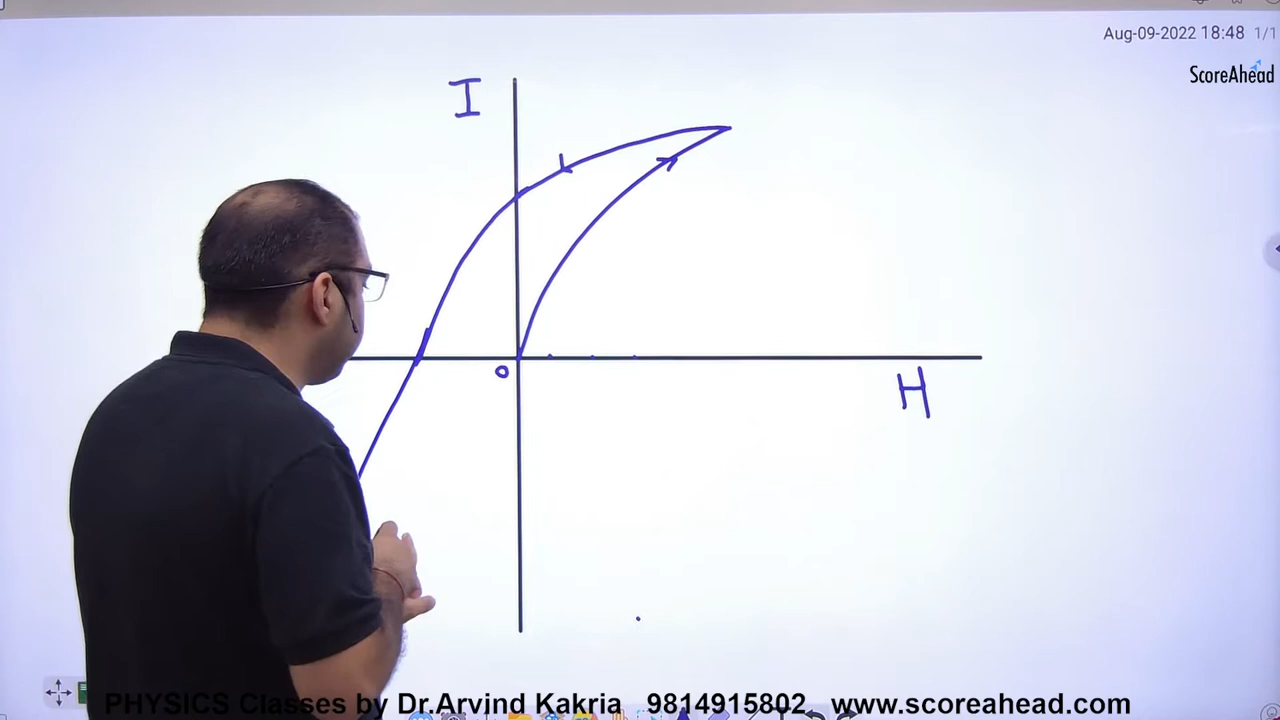 Aug-09-2022 18:48 1/1
ScoreAhead
I
O
H
PHYSICS Classes by Dr.Arvind Kakria 9814915802 www.scoreahead.com